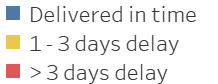 Delivered in time
1 - 3 days delay
> 3 days delay